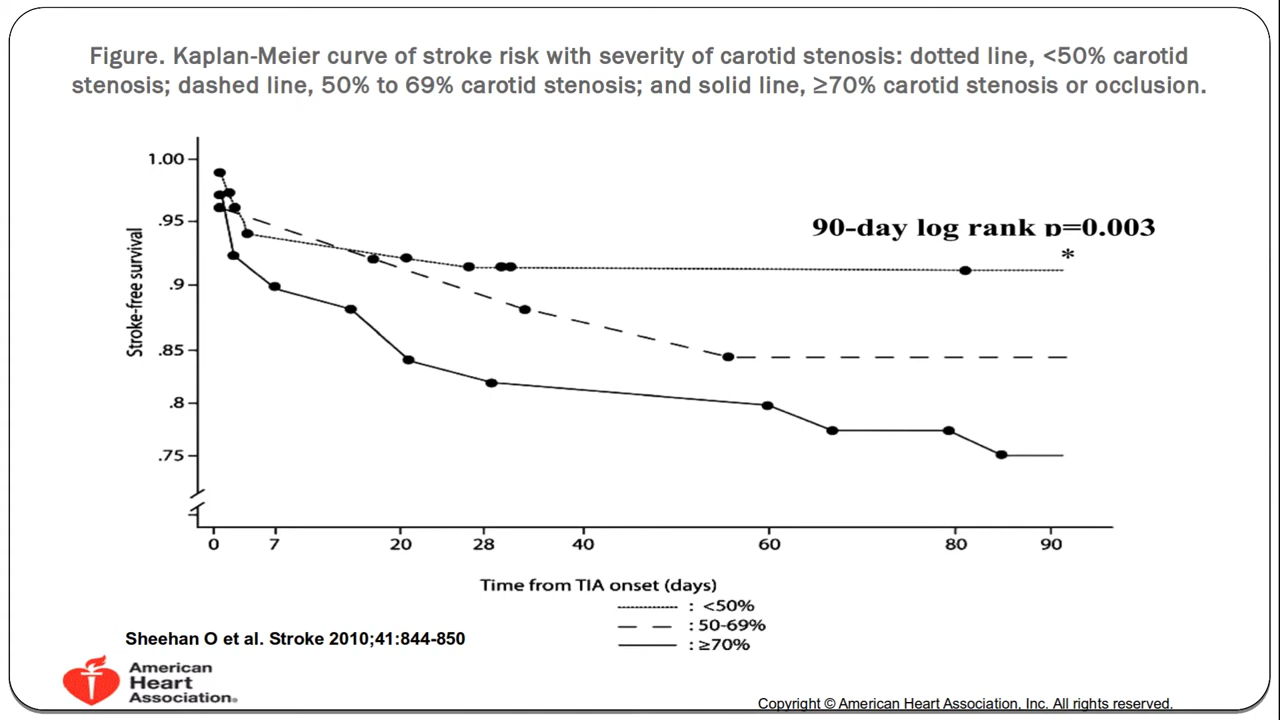 Figure. Kaplan-Meier curve of stroke risk with severity of carotid stenosis: dotted line, <50% carotid
stenosis; dashed line, 50% to 69% carotid stenosis; and solid line, ≥70% carotid stenosis or occlusion.
1.00
.95
.9
.85
.8
.75
Stroke-free survival
90-day log rank p=0.003
*
0 7 20 28 40 60 80 90
Time from TIA onset (days)
: <50%
: 50-69%
: ≥70%
Sheehan O et al. Stroke 2010;41:844-850
American
Heart
Association®
Copyright © American Heart Association, Inc. All rights reserved.